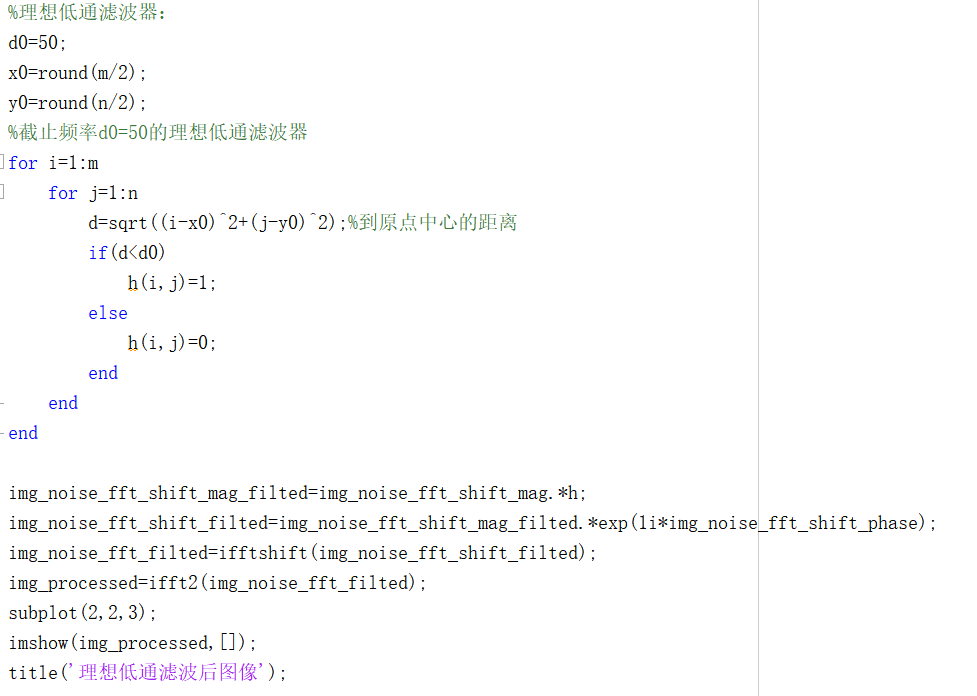 %理想低通滤波器:
d0=50;
x0=round(m/2);
y0=round(n/2);
%截止频率d0=50的理想低通滤波器
for i=1:m
    for j=1:n
        d=sqrt((i-x0)^2+(j-y0)^2);%到原点中心的距离
        if(d<d0)
            h(i,j)=1;
        else
            h(i,j)=0;
        end
    end
end
img_noise_fft_shift_mag_filted=img_noise_fft_shift_mag.*h;
img_noise_fft_shift_filted=img_noise_fft_shift_mag_filted.*exp(li*img_noise_fft_shift_phase);
img_noise_fft_filted=ifftshift(img_noise_fft_shift_filted);
img_processed=ifft2(img_noise_fft_filted);
subplot(2,2,3);
imshow(img_processed,[]);
title('理想低通滤波后图像');